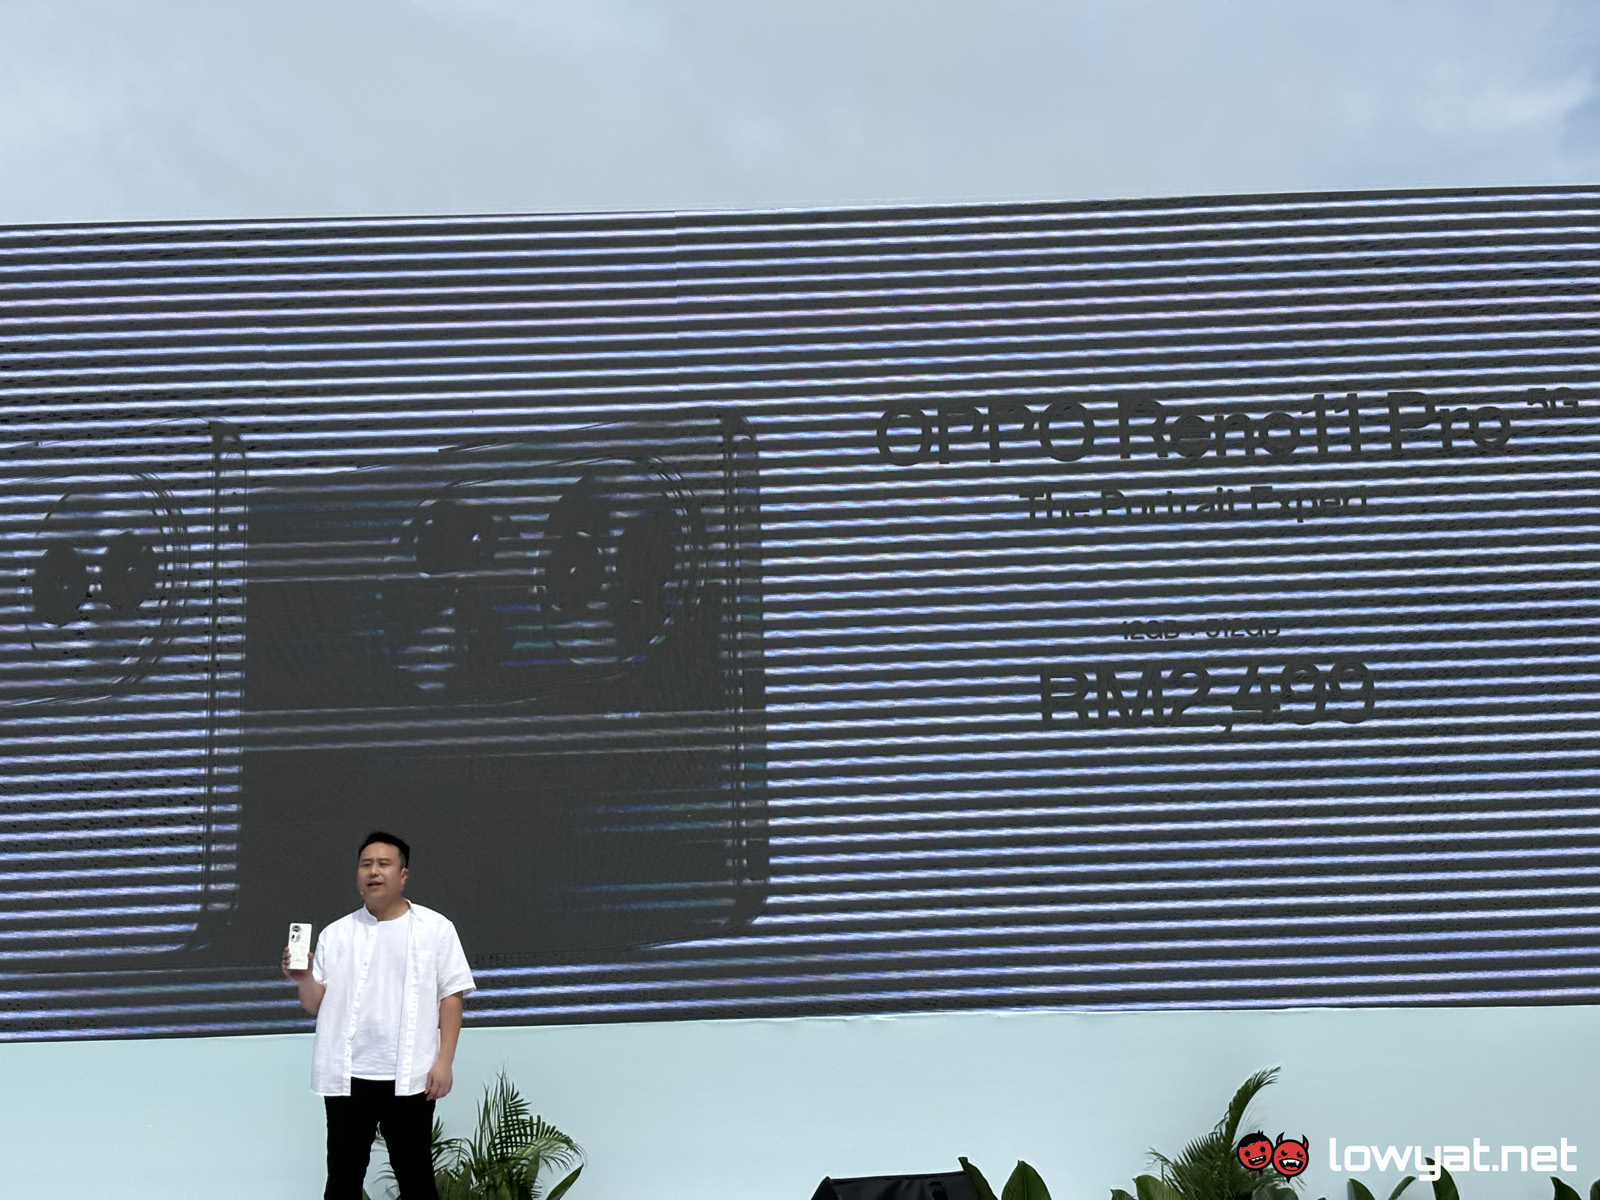 OPPO Reno11 Pro 5G
The Portrait Expert
12GB + 512GB
RM2,499
lowyat.net